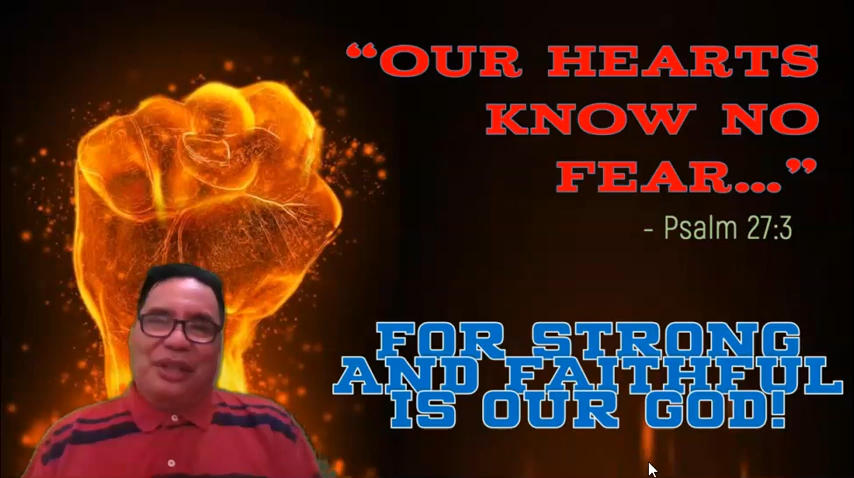 “OUR HEARTS
KNOW NO
FEAR...”
- Psalm 27:3
FOR STRONG
AND FAITHFUL
IS OUR GOD!